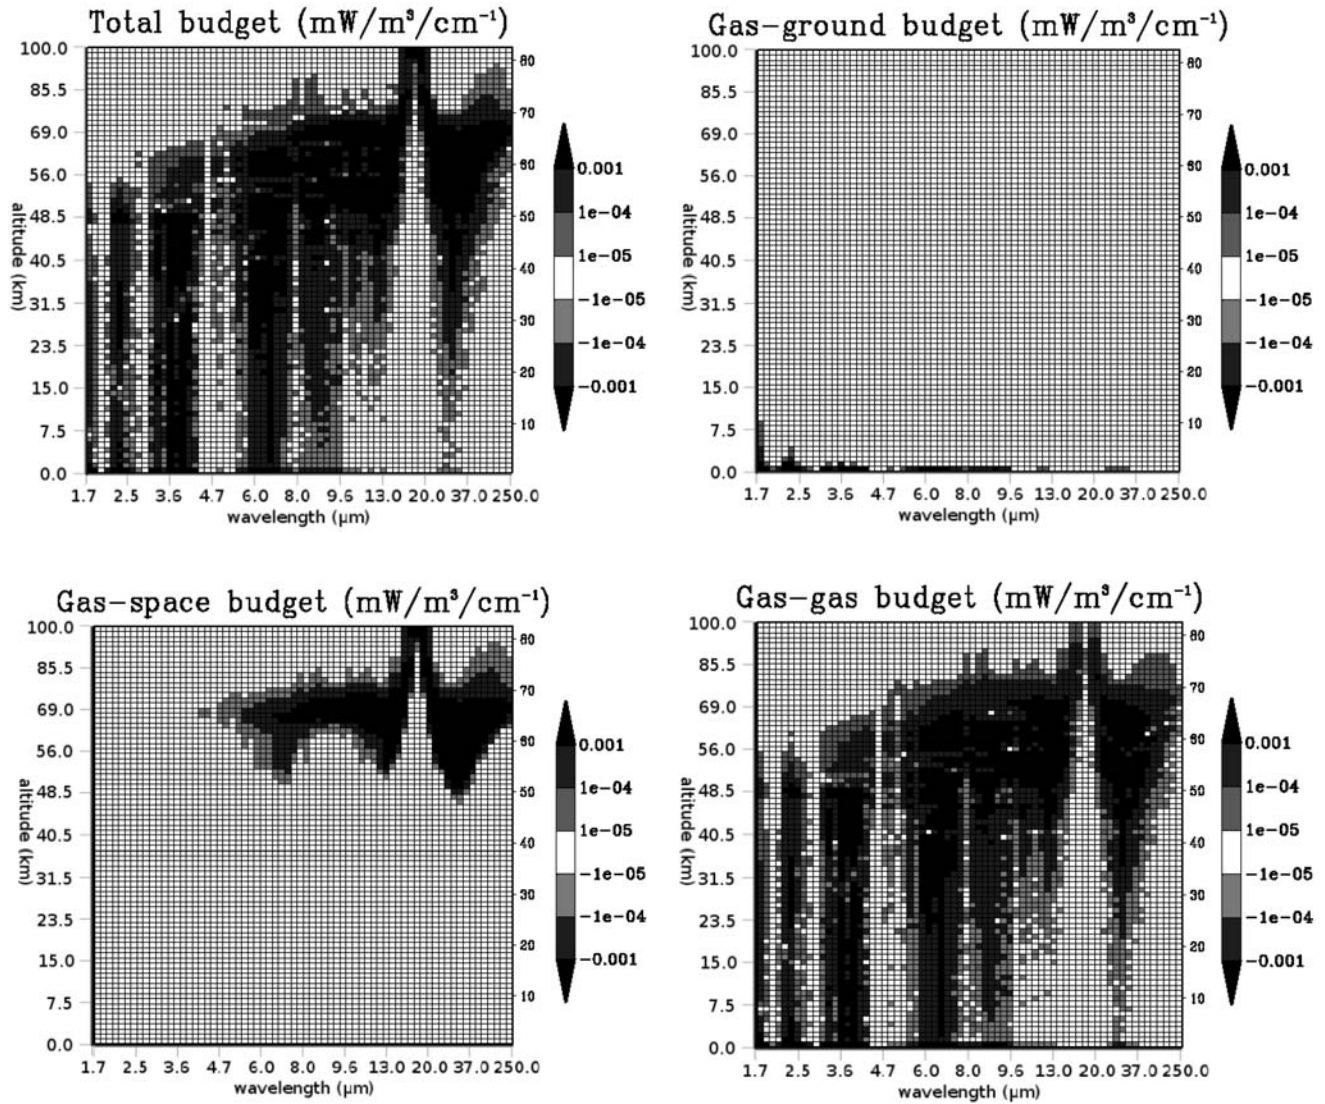 Total budget (mW/m³/cm⁻¹)
100.0
85.5
69.0
56.0
48.5
40.5
31.5
23.5
15.0
7.5
0.0
altitude (km)
80
70
60
50
40
30
20
10
0.001
1e-04
1e-05
-1e-05
-1e-04
-0.001
1.7 2.5 3.6 4.7 6.0 8.0 9.6 13.0 20.0 37.0 250.0
wavelength (μm)
Gas-ground budget (mW/m³/cm⁻¹)
100.0
85.5
69.0
56.0
48.5
40.5
31.5
23.5
15.0
7.5
0.0
altitude (km)
80
70
60
50
40
30
20
10
0.001
1e-04
1e-05
-1e-05
-1e-04
-0.001
1.7 2.5 3.6 4.7 6.0 8.0 9.6 13.0 20.0 37.0 250.0
wavelength (μm)
Gas-space budget (mW/m³/cm⁻¹)
100.0
85.5
69.0
56.0
48.5
40.5
31.5
23.5
15.0
7.5
0.0
altitude (km)
80
70
60
50
40
30
20
10
0.001
1e-04
1e-05
-1e-05
-1e-04
-0.001
1.7 2.5 3.6 4.7 6.0 8.0 9.6 13.0 20.0 37.0 250.0
wavelength (μm)
Gas-gas budget (mW/m³/cm⁻¹)
100.0
85.5
69.0
56.0
48.5
40.5
31.5
23.5
15.0
7.5
0.0
altitude (km)
80
70
60
50
40
30
20
10
0.001
1e-04
1e-05
-1e-05
-1e-04
-0.001
1.7 2.5 3.6 4.7 6.0 8.0 9.6 13.0 20.0 37.0 250.0
wavelength (μm)